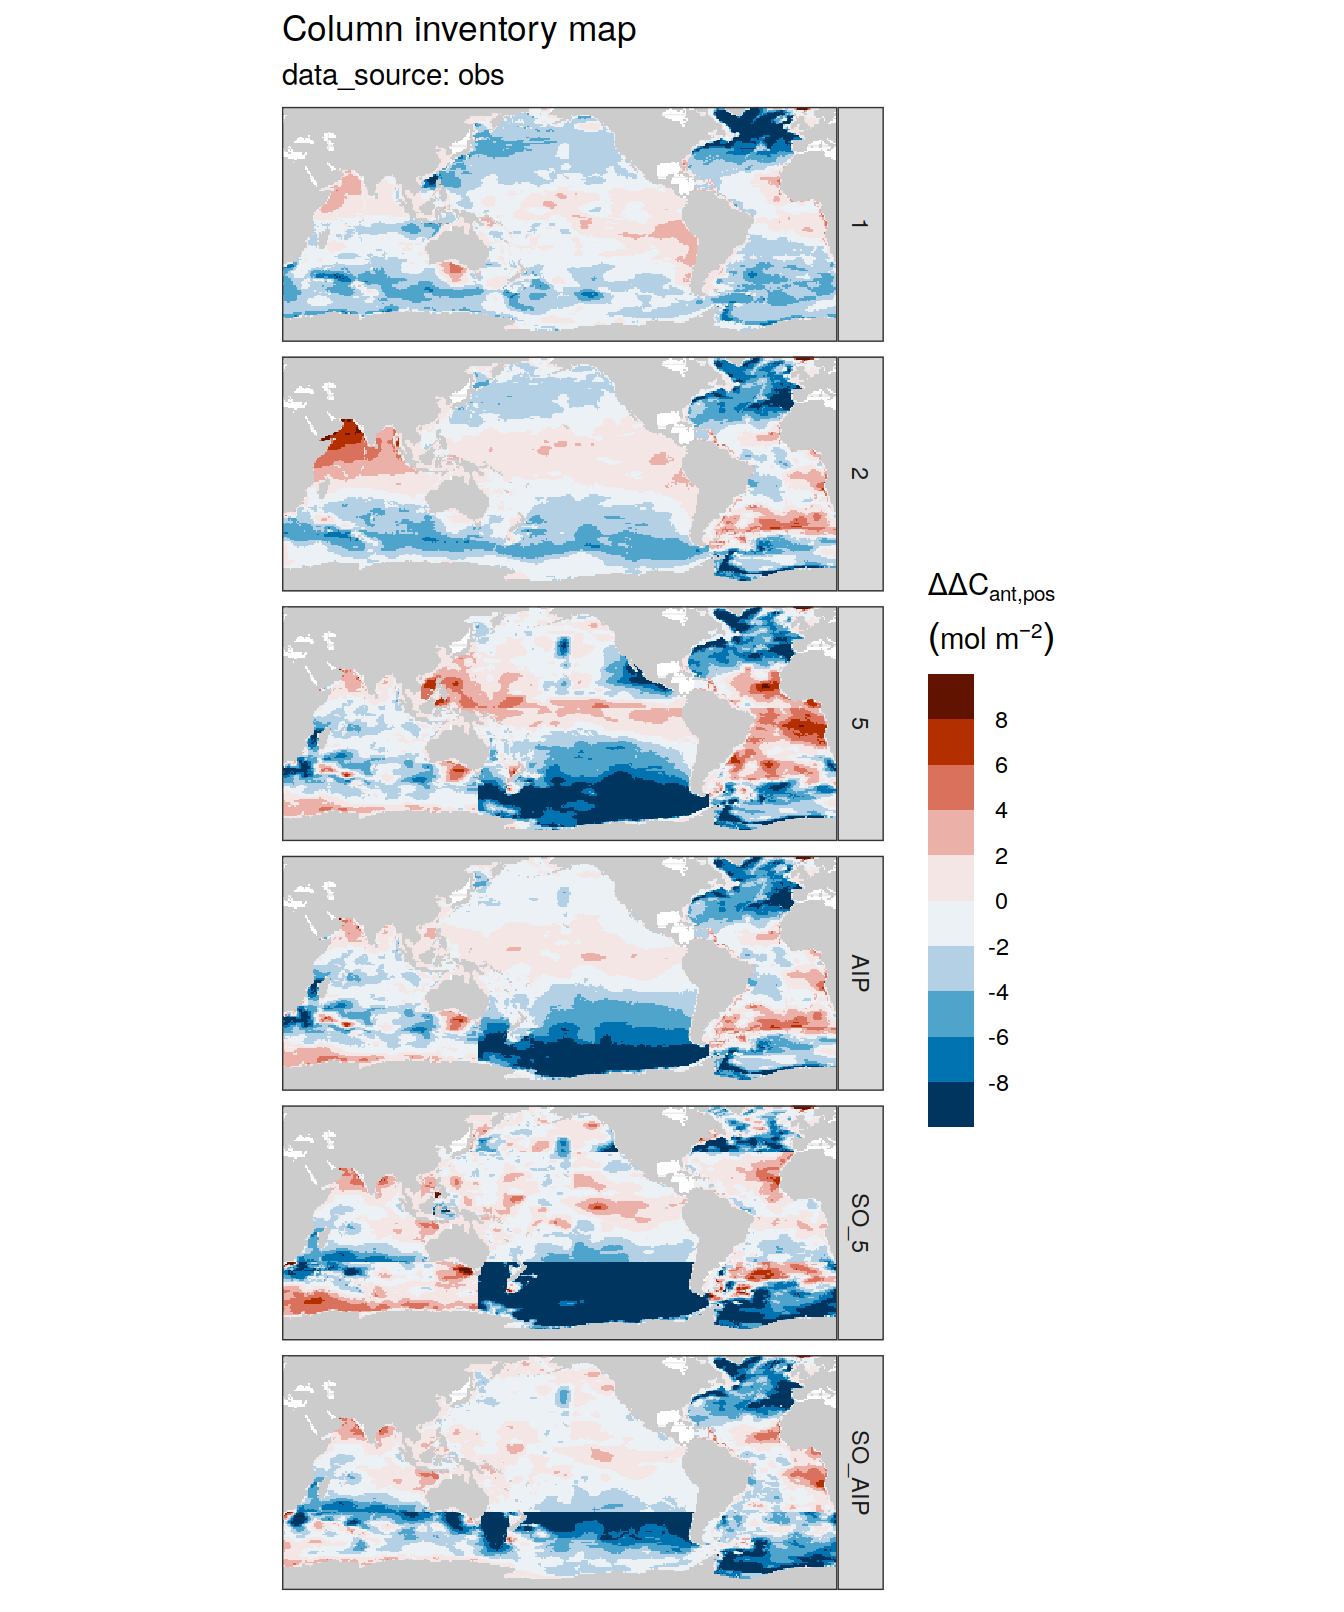 Column inventory map
data_source: obs
1
2
5
AIP
SO_5
SO_AIP
ΔΔCant,pos
(mol m−2)
8
6
4
2
0
-2
-4
-6
-8